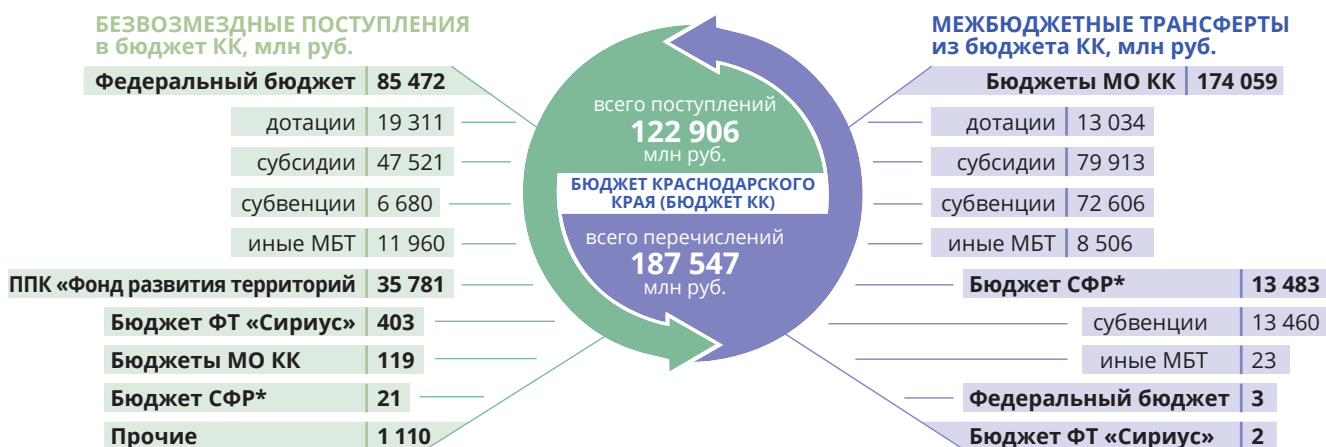 БЕЗВОЗМЕЗДНЫЕ ПОСТУПЛЕНИЯ
в бюджет КК, млн руб.
Федеральный бюджет 85 472
дотации 19 311
субсидии 47 521
субвенции 6 680
иные МБТ 11 960
ППК «Фонд развития территорий 35 781
Бюджет ФТ «Сириус» 403
Бюджеты МО КК 119
Бюджет СФР* 21
Прочие 1 110
всего поступлений
122 906
млн руб.
БЮДЖЕТ КРАСНОДАРСКОГО
КРАЯ (БЮДЖЕТ КК)
всего перечислений
187 547
млн руб.
МЕЖБЮДЖЕТНЫЕ ТРАНСФЕРТЫ
из бюджета КК, млн руб.
Бюджеты МО КК 174 059
дотации 13 034
субсидии 79 913
субвенции 72 606
иные МБТ 8 506
Бюджет СФР* 13 483
субвенции 13 460
иные МБТ 23
Федеральный бюджет 3
Бюджет ФТ «Сириус» 2